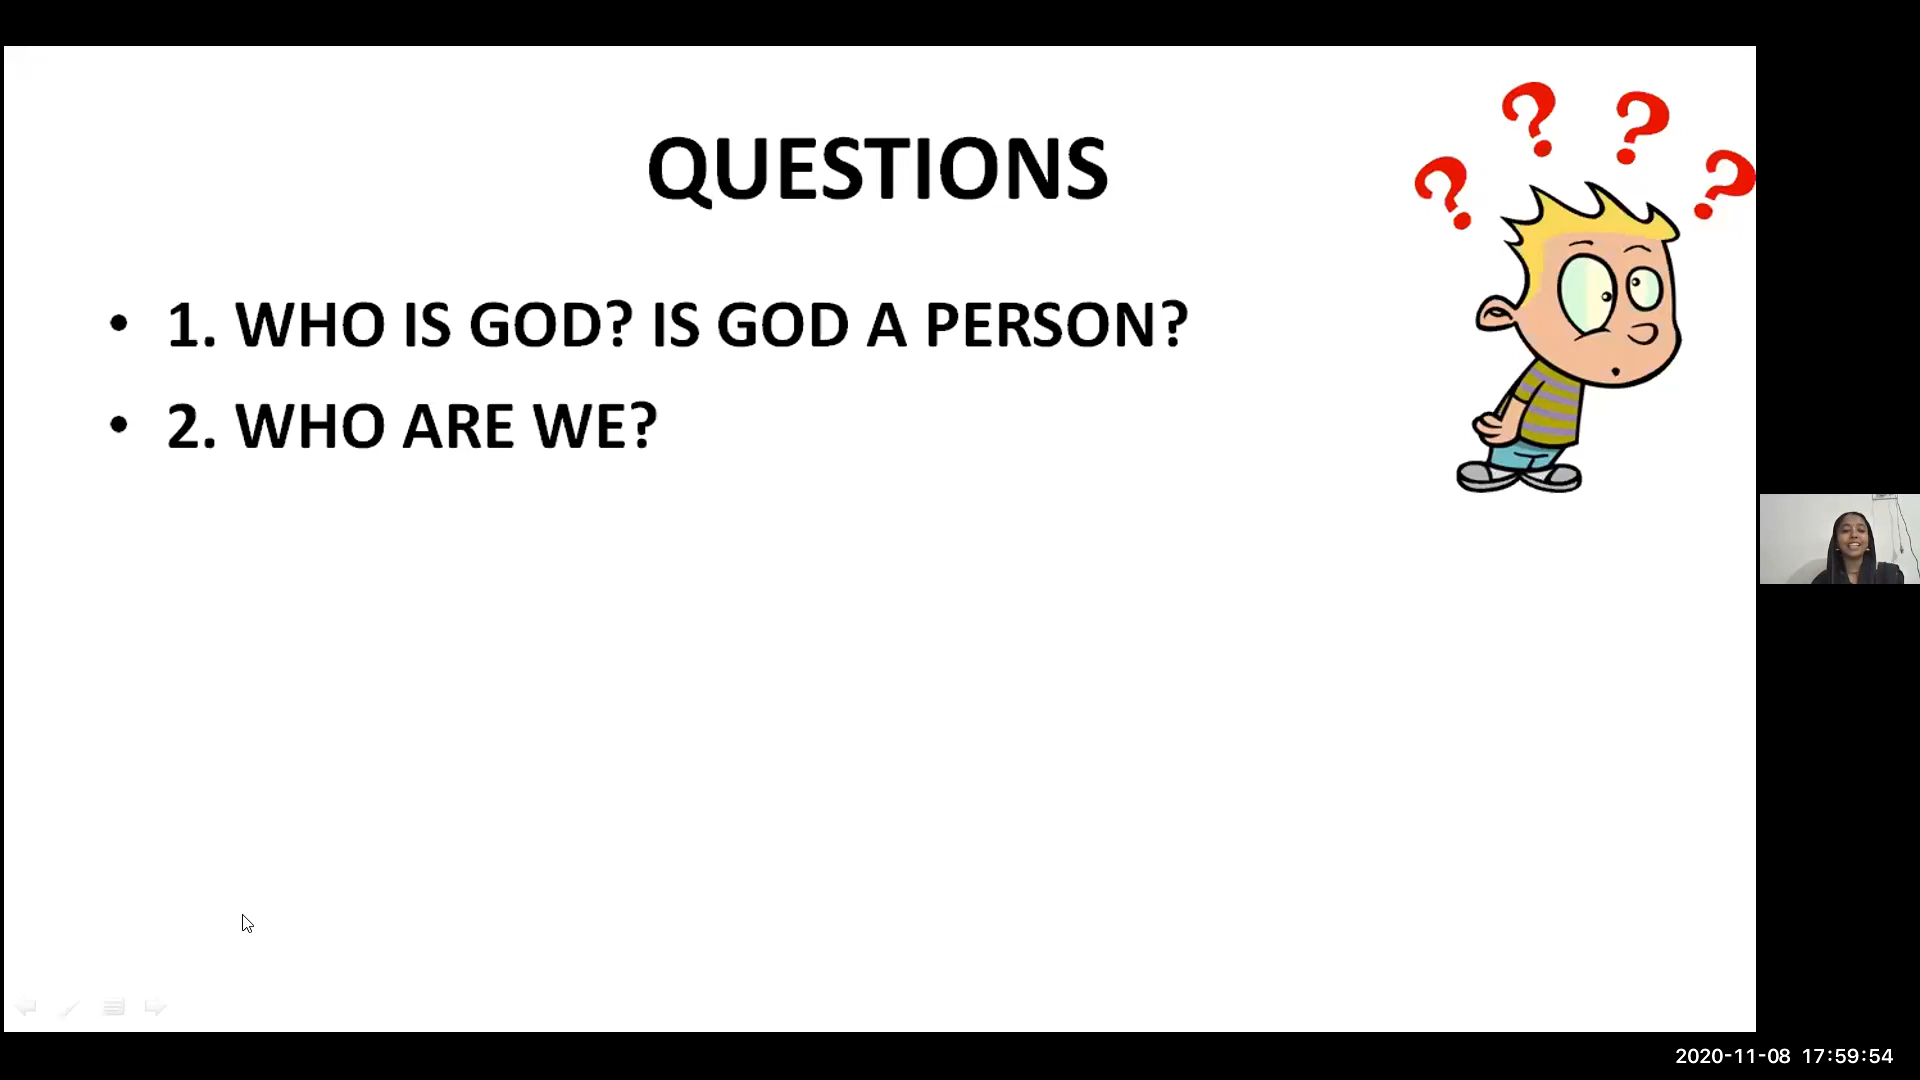 QUESTIONS
• 1. WHO IS GOD? IS GOD A PERSON?
• 2. WHO ARE WE?
? ? ? ?
2020-11-08 17:59:54